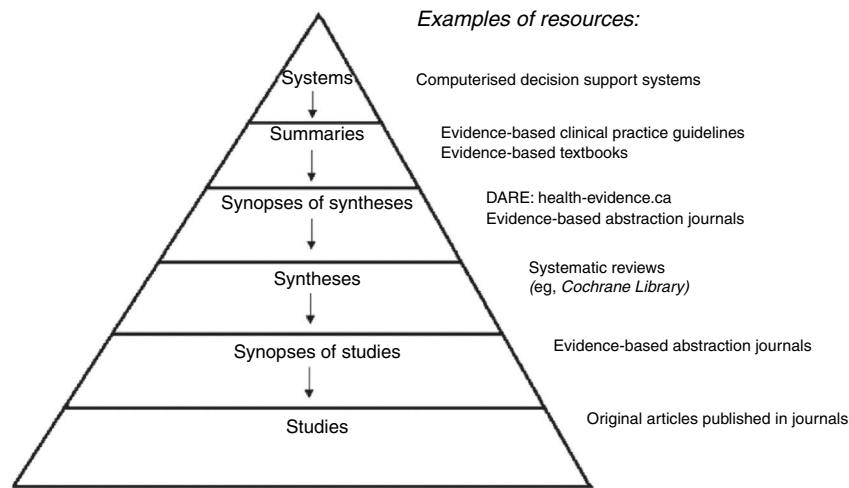 Examples of resources:
Systems
Computerised decision support systems
Summaries
Evidence-based clinical practice guidelines
Evidence-based textbooks
Synopses of syntheses
DARE: health-evidence.ca
Evidence-based abstraction journals
Syntheses
Systematic reviews
(eg, Cochrane Library)
Synopses of studies
Evidence-based abstraction journals
Studies
Original articles published in journals